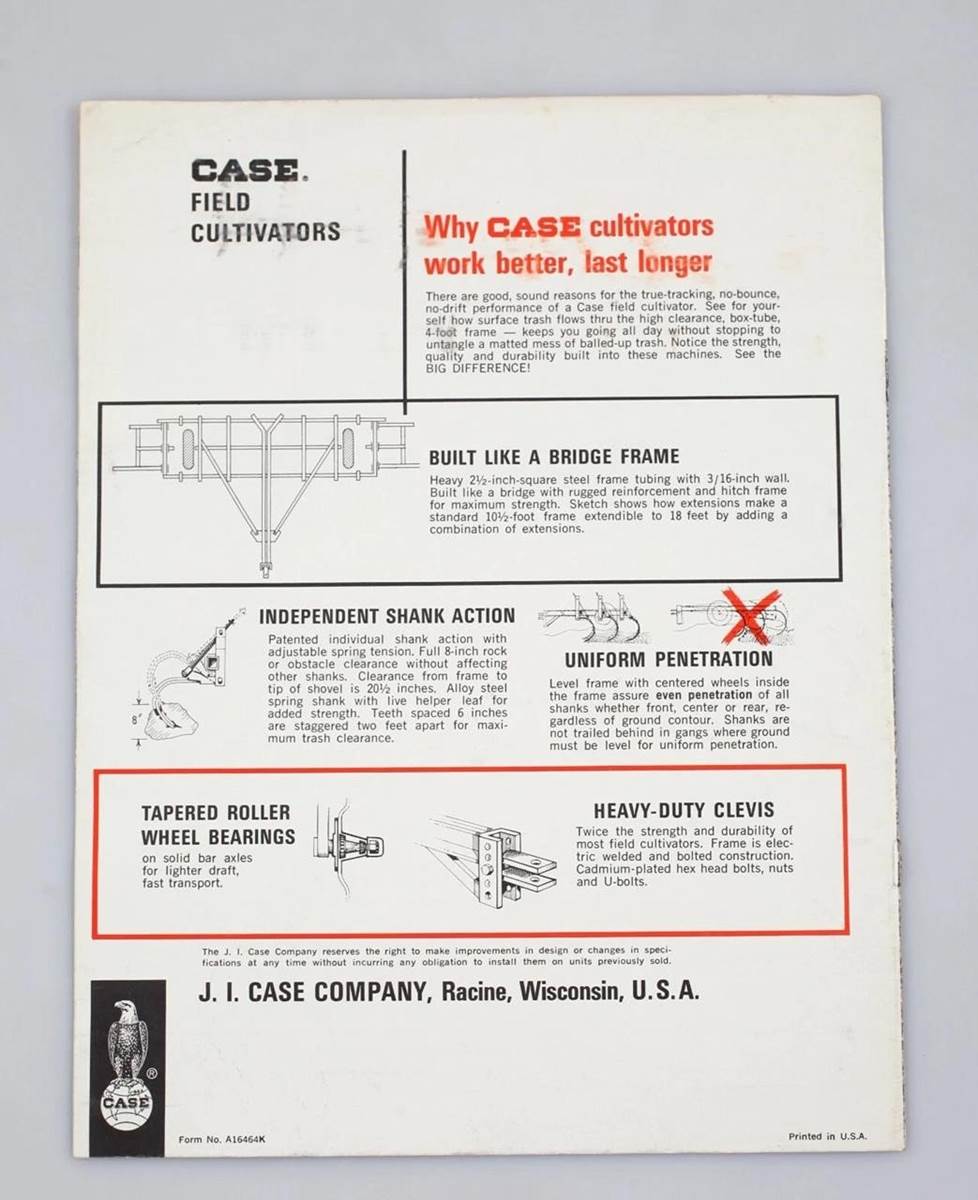 CASE®
FIELD
CULTIVATORS
Why CASE cultivators
work better, last longer
There are good, sound reasons for the true-tracking, no-bounce,
no-drift performance of a Case field cultivator. See for your-
self how surface trash flows thru the high clearance, box-tube,
4-foot frame — keeps you going all day without stopping to
untangle a matted mess of balled-up trash. Notice the strength,
quality and durability built into these machines. See the
BIG DIFFERENCE!
BUILT LIKE A BRIDGE FRAME
Heavy 2½-inch-square steel frame tubing with 3/16-inch wall.
Built like a bridge with rugged reinforcement and hitch frame
for maximum strength. Sketch shows how extensions make a
standard 10½-foot frame extendible to 18 feet by adding a
combination of extensions.
INDEPENDENT SHANK ACTION
Patented individual shank action with
adjustable spring tension. Full 8-inch rock
or obstacle clearance without affecting
other shanks. Clearance from frame to
tip of shovel is 20½ inches. Alloy steel
spring shank with live helper leaf for
added strength. Teeth spaced 6 inches
are staggered two feet apart for maxi-
mum trash clearance.
8"
UNIFORM PENETRATION
Level frame with centered wheels inside
the frame assure even penetration of all
shanks whether front, center or rear, re-
gardless of ground contour. Shanks are
not trailed behind in gangs where ground
must be level for uniform penetration.
TAPERED ROLLER
WHEEL BEARINGS
on solid bar axles
for lighter draft,
fast transport.
HEAVY-DUTY CLEVIS
Twice the strength and durability of
most field cultivators. Frame is elec-
tric welded and bolted construction.
Cadmium-plated hex head bolts, nuts
and U-bolts.
The J. I. Case Company reserves the right to make improvements in design or changes in speci-
fications at any time without incurring any obligation to install them on units previously sold.
J. I. CASE COMPANY, Racine, Wisconsin, U.S.A.
®
CASE
Form No. A16464K
Printed in U.S.A.